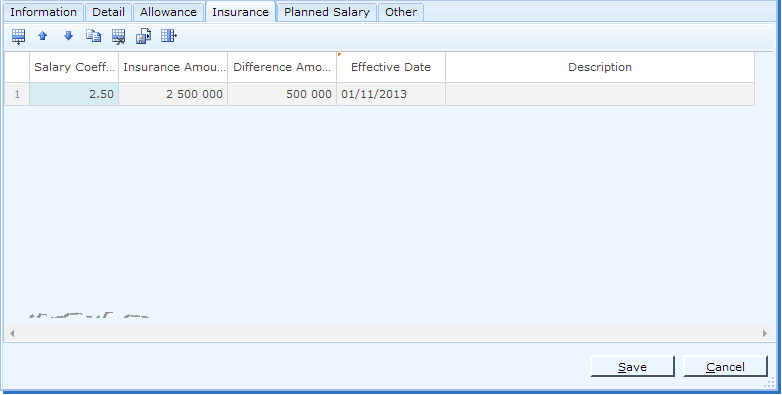 Information Detail Allowance Insurance Planned Salary Other
Salary Coeff... Insurance Amou... Difference Amo... Effective Date Description
1 2.50 2 500 000 500 000 01/11/2013
Save Cancel